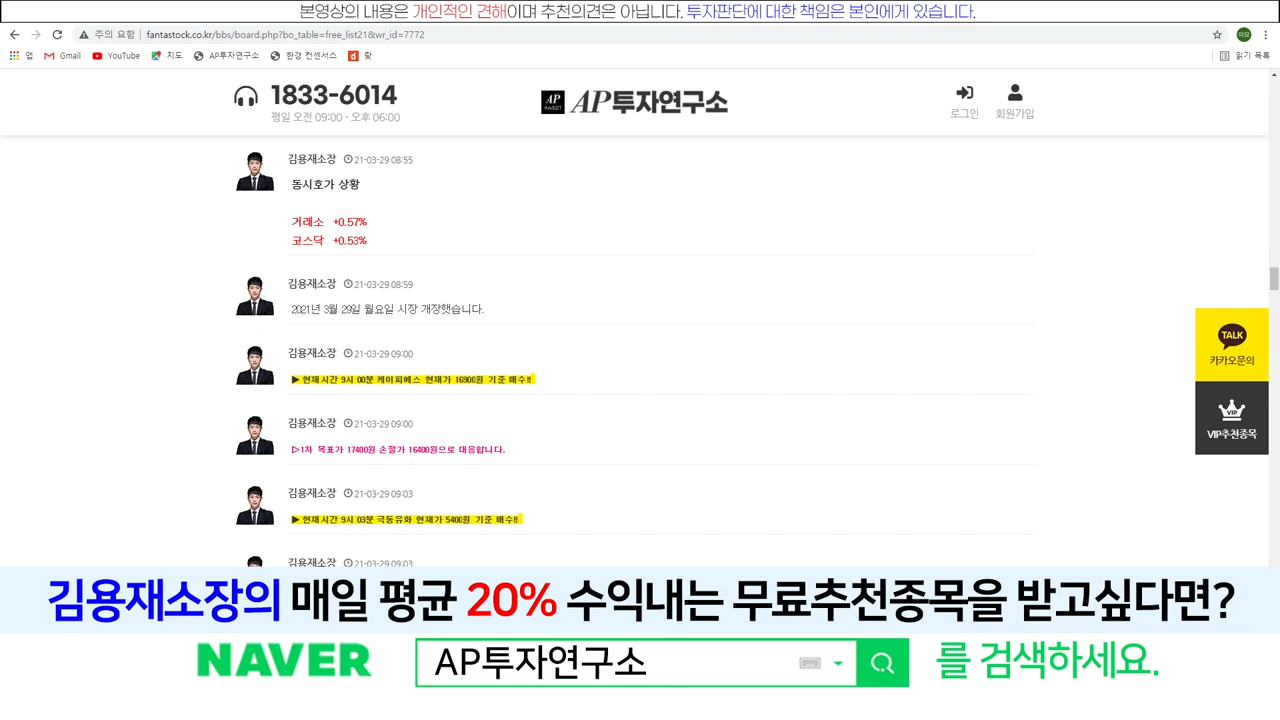 본영상의 내용은 개인적인 견해이며 추천의견은 아닙니다. 투자판단에 대한 책임은 본인에게 있습니다.
주의 요함 | fantastock.co.kr/bbs/board.php?bo_table=free_list21&wr_id=7772
이모
앱 Gmail YouTube 지도 AP투자연구소 한경 컨센서스 핮 읽기 목록
1833-6014
평일 오전 09:00 - 오후 06:00
AP INVEST AP투자연구소
로그인 회원가입
김용재소장 21-03-29 08:55
동시호가 상황
거래소 +0.57%
코스닥 +0.53%
김용재소장 21-03-29 08:59
2021년 3월 29일 월요일 시장 개장했습니다.
김용재소장 21-03-29 09:00
▶현재시간 9시 00분 케이피에스 현재가 16900원 기준 매수!!
김용재소장 21-03-29 09:00
▷1차 목표가 17400원 손절가 16400원으로 대응합니다.
김용재소장 21-03-29 09:03
▶현재시간 9시 03분 극동유화 현재가 5400원 기준 매수!!
김용재소장 21-03-29 09:03
TALK
카카오문의
VIP
VIP추천종목
김용재소장의 매일 평균 20% 수익내는 무료추천종목을 받고싶다면?
NAVER AP투자연구소 를 검색하세요.